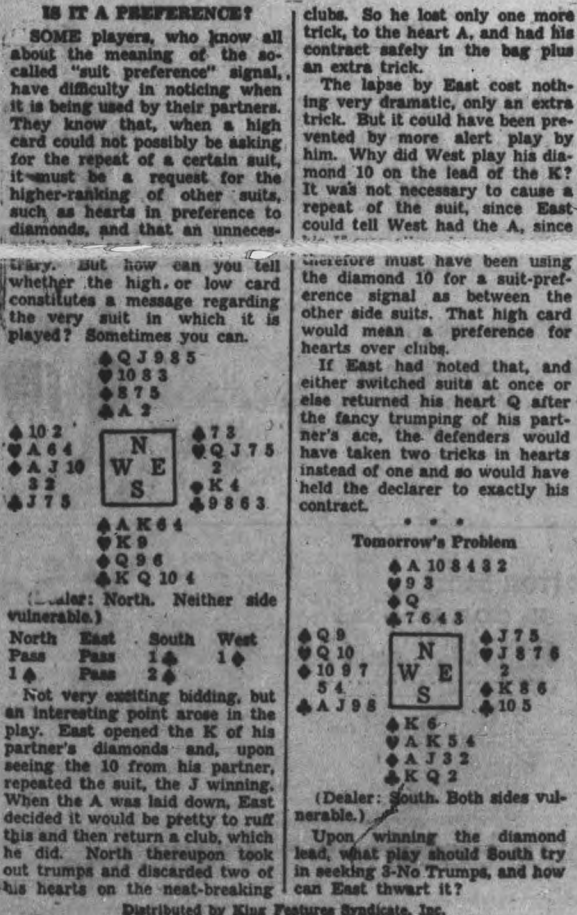 IS IT A PREFERENCE?
SOME players, who know all
about the meaning of the so-
called "suit preference" signal,
have difficulty in noticing when
it is being used by their partners.
They know that, when a high
card could not possibly be asking
for the repeat of a certain suit,
it must be a request for the
higher-ranking of other suits,
such as hearts in preference to
diamonds, and that an unneces-
trary. But how can you tell
whether the high or low card
constitutes a message regarding
the very suit in which it is
played? Sometimes you can.
♠ Q J 9 8 5
♥ 10 8 3
♦ 8 7 5
♣ A 2
♠ 10 2
♥ A 6 4
♦ A J 10
3 2
♣ J 7 5
N
W E
S
♠ 7 3
♥ Q J 7 5
2
♦ K 4
♣ 9 8 6 3
♠ A K 6 4
♥ K 9
♦ Q 9 6
♣ K Q 10 4
(Dealer: North. Neither side
vulnerable.)
North East South West
Pass Pass 1♣ 1♦
1♠ Pass 2♠
Not very exciting bidding, but
an interesting point arose in the
play. East opened the K of his
partner's diamonds and, upon
seeing the 10 from his partner,
repeated the suit, the J winning.
When the A was laid down, East
decided it would be pretty to ruff
this and then return a club, which
he did. North thereupon took
out trumps and discarded two of
his hearts on the neat-breaking
clubs. So he lost only one more
trick, to the heart A, and had his
contract safely in the bag plus
an extra trick.
The lapse by East cost noth-
ing very dramatic, only an extra
trick. But it could have been pre-
vented by more alert play by
him. Why did West play his dia-
mond 10 on the lead of the K?
It was not necessary to cause a
repeat of the suit, since East
could tell West had the A, since
therefore must have been using
the diamond 10 for a suit-pref-
erence signal as between the
other side suits. That high card
would mean a preference for
hearts over clubs.
If East had noted that, and
either switched suits at once or
else returned his heart Q after
the fancy trumping of his part-
ner's ace, the defenders would
have taken two tricks in hearts
instead of one and so would have
held the declarer to exactly his
contract.
* * *
Tomorrow's Problem
♠ A 10 8 4 3 2
♥ 9 3
♦ Q
♣ 7 6 4 3
♠ Q 9
♥ Q 10
♦ 10 9 7
5 4
♣ A J 9 8
N
W E
S
♠ J 7 5
♥ J 8 7 6
2
♦ K 8 6
♣ 10 5
♠ K 6
♥ A K 5 4
♦ A J 3 2
♣ K Q 2
(Dealer: South. Both sides vul-
nerable.)
Upon winning the diamond
lead, what play should South try
in seeking 3-No Trumps, and how
can East thwart it?
Distributed by King Features Syndicate, Inc.